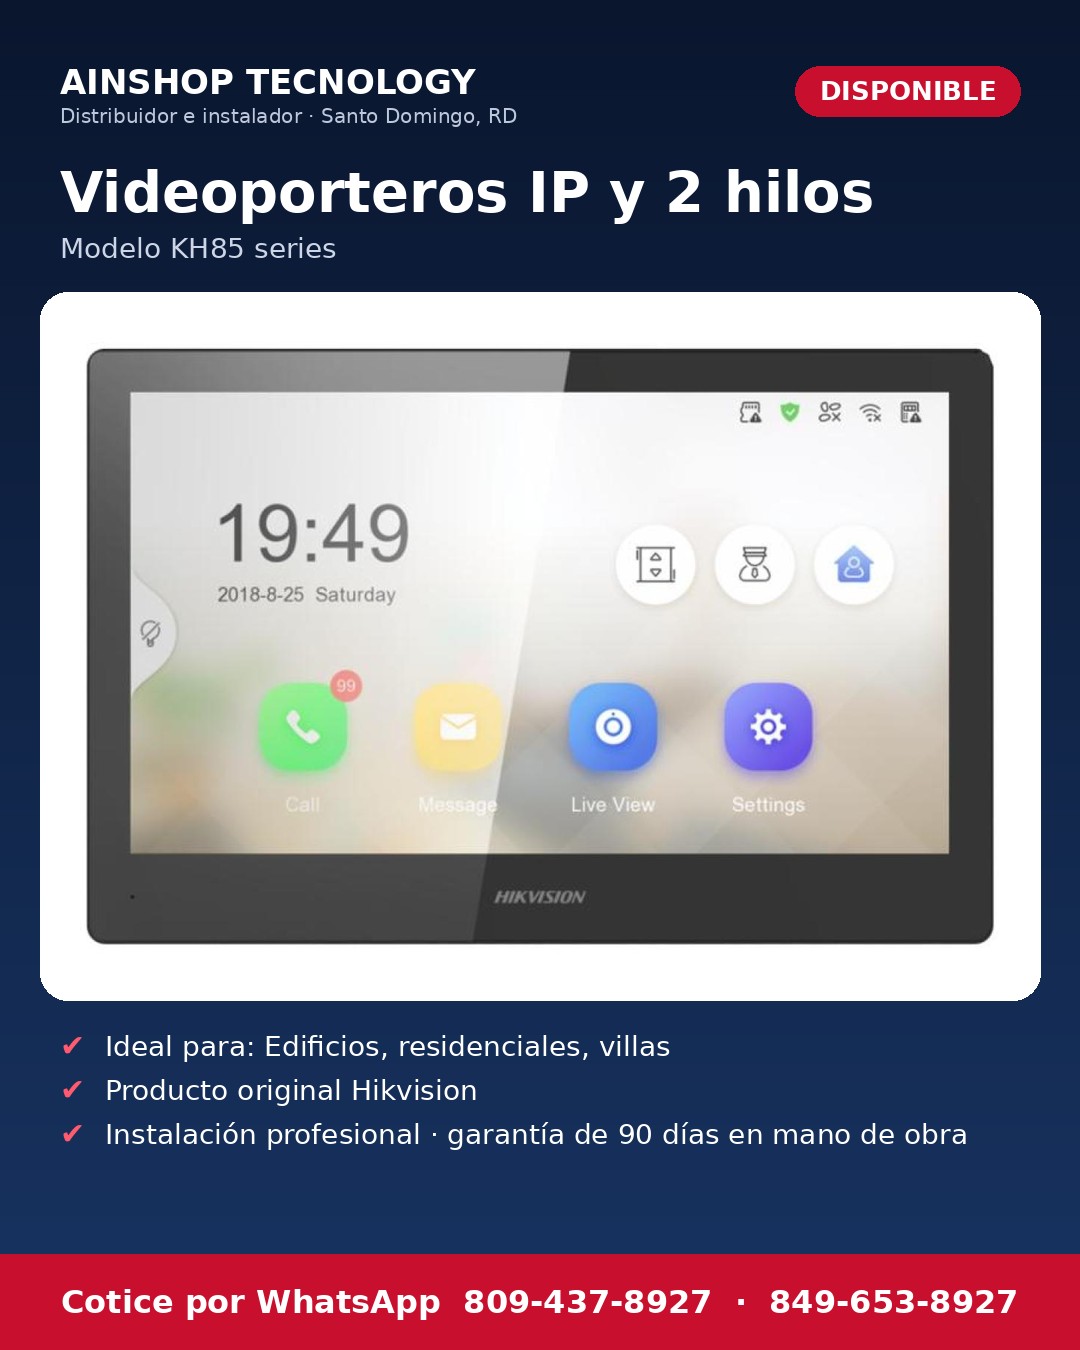 AINSHOP TECNOLOGY
Distribuidor e instalador · Santo Domingo, RD
DISPONIBLE
Videoporteros IP y 2 hilos
Modelo KH85 series
19:49
2018-8-25 Saturday
99
Call
Message
Live View
Settings
HIKVISION
✔ Ideal para: Edificios, residenciales, villas
✔ Producto original Hikvision
✔ Instalación profesional · garantía de 90 días en mano de obra
Cotice por WhatsApp 809-437-8927 · 849-653-8927